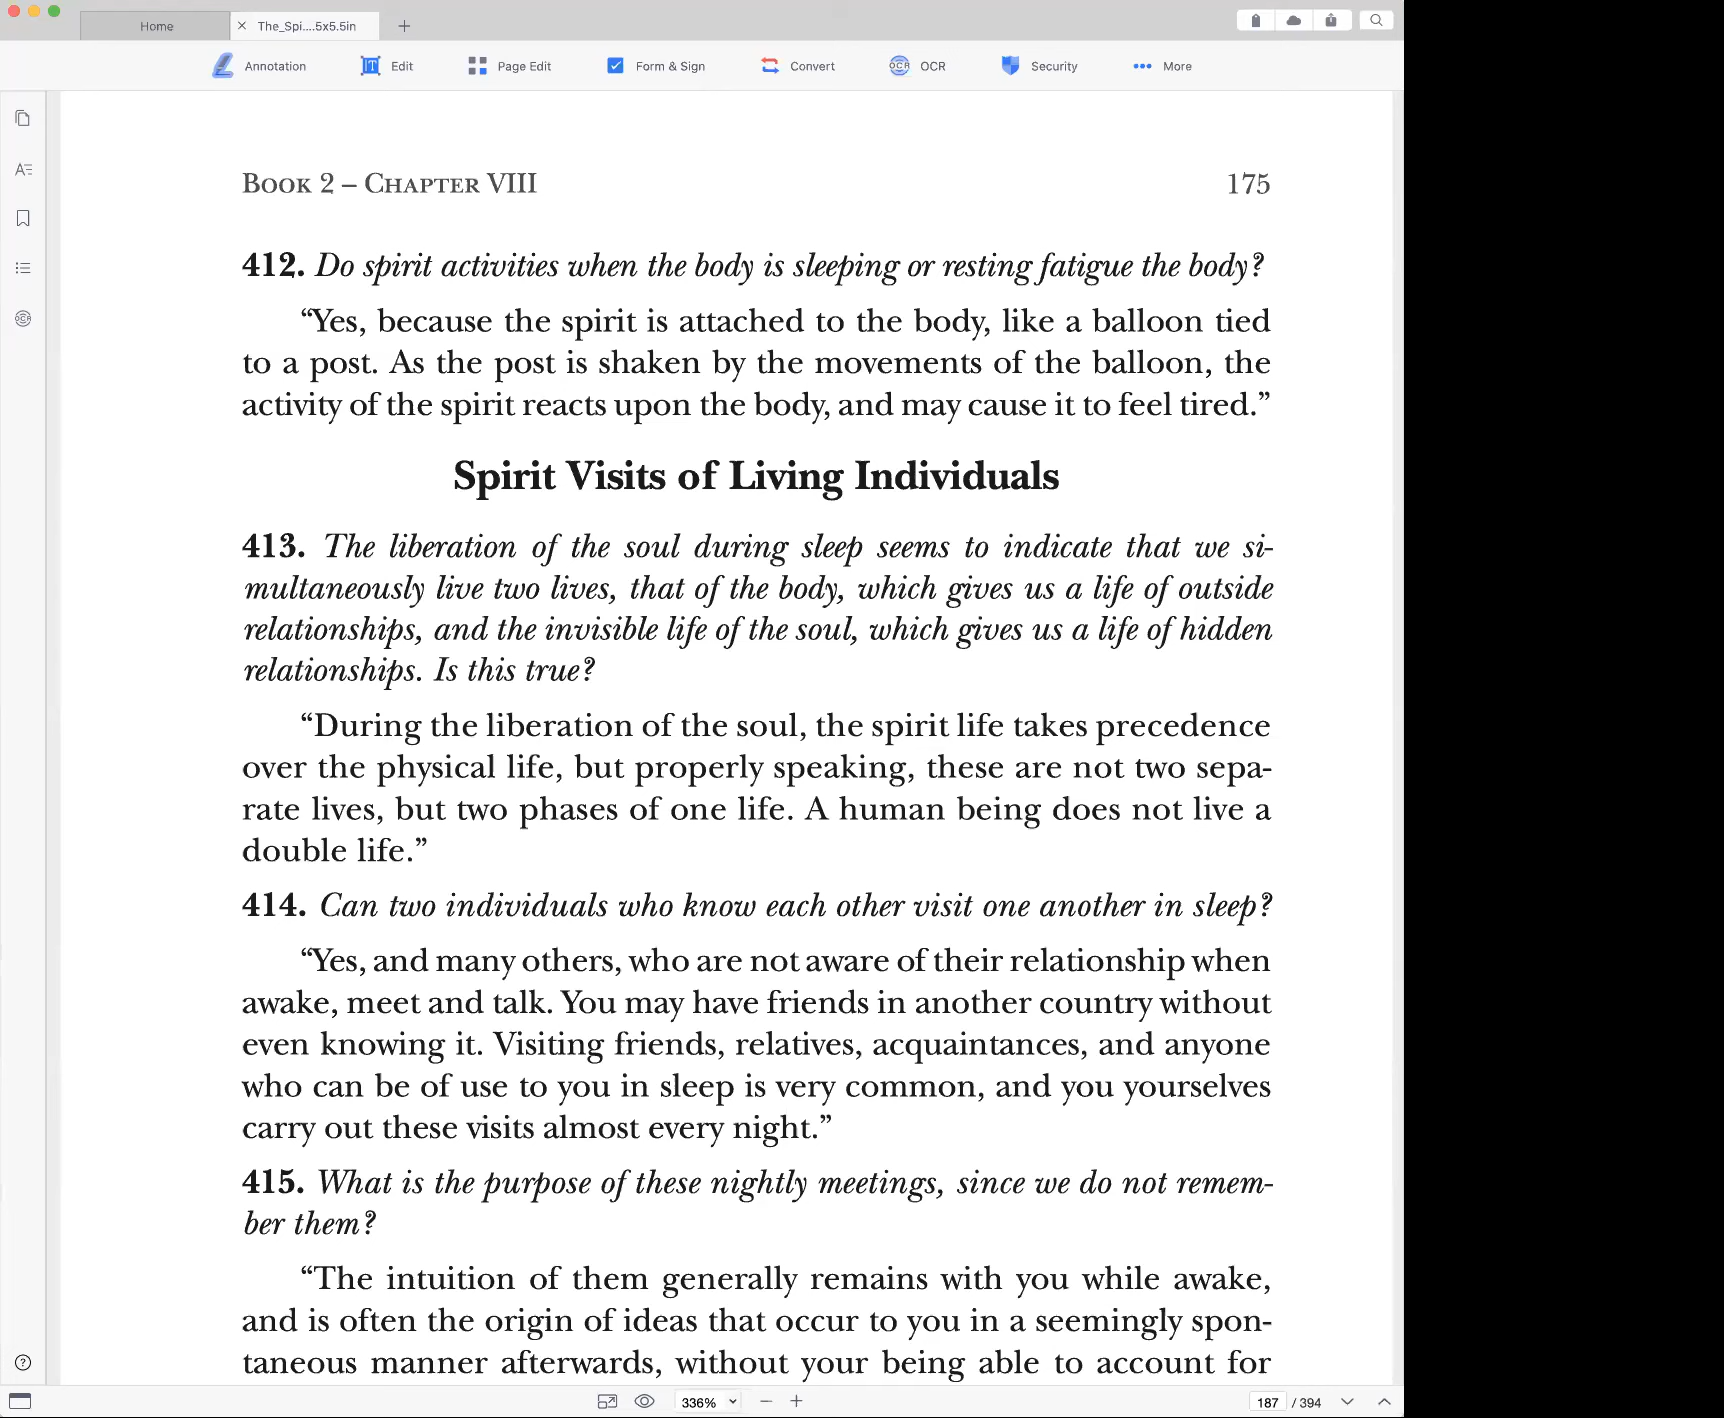 Home
The_Spi....5x5.5in
Annotation
Edit
Page Edit
Form & Sign
Convert
OCR
OCR
Security
More
BOOK 2 – CHAPTER VIII
175
412. Do spirit activities when the body is sleeping or resting fatigue the body?
“Yes, because the spirit is attached to the body, like a balloon tied
to a post. As the post is shaken by the movements of the balloon, the
activity of the spirit reacts upon the body, and may cause it to feel tired.”
Spirit Visits of Living Individuals
413. The liberation of the soul during sleep seems to indicate that we si-
multaneously live two lives, that of the body, which gives us a life of outside
relationships, and the invisible life of the soul, which gives us a life of hidden
relationships. Is this true?
“During the liberation of the soul, the spirit life takes precedence
over the physical life, but properly speaking, these are not two sepa-
rate lives, but two phases of one life. A human being does not live a
double life.”
414. Can two individuals who know each other visit one another in sleep?
“Yes, and many others, who are not aware of their relationship when
awake, meet and talk. You may have friends in another country without
even knowing it. Visiting friends, relatives, acquaintances, and anyone
who can be of use to you in sleep is very common, and you yourselves
carry out these visits almost every night.”
415. What is the purpose of these nightly meetings, since we do not remem-
ber them?
“The intuition of them generally remains with you while awake,
and is often the origin of ideas that occur to you in a seemingly spon-
taneous manner afterwards, without your being able to account for
336%
187 / 394